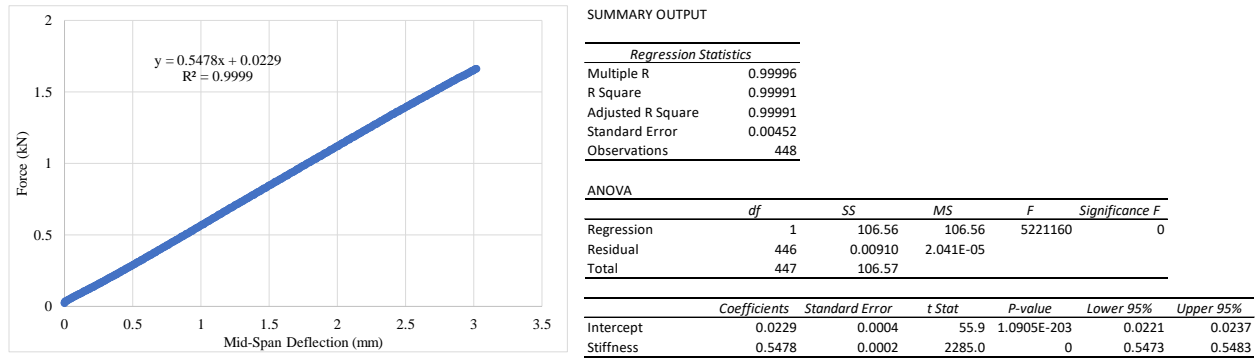 2
1.5
1
0.5
0
Force (kN)
y = 0.5478x + 0.0229
R² = 0.9999
0 0.5 1 1.5 2 2.5 3 3.5
Mid-Span Deflection (mm)
SUMMARY OUTPUT
Regression Statistics
Multiple R 0.99996
R Square 0.99991
Adjusted R Square 0.99991
Standard Error 0.00452
Observations 448
ANOVA
df SS MS F Significance F
Regression 1 106.56 106.56 5221160 0
Residual 446 0.00910 2.041E-05
Total 447 106.57
Coefficients Standard Error t Stat P-value Lower 95% Upper 95%
Intercept 0.0229 0.0004 55.9 1.0905E-203 0.0221 0.0237
Stiffness 0.5478 0.0002 2285.0 0 0.5473 0.5483